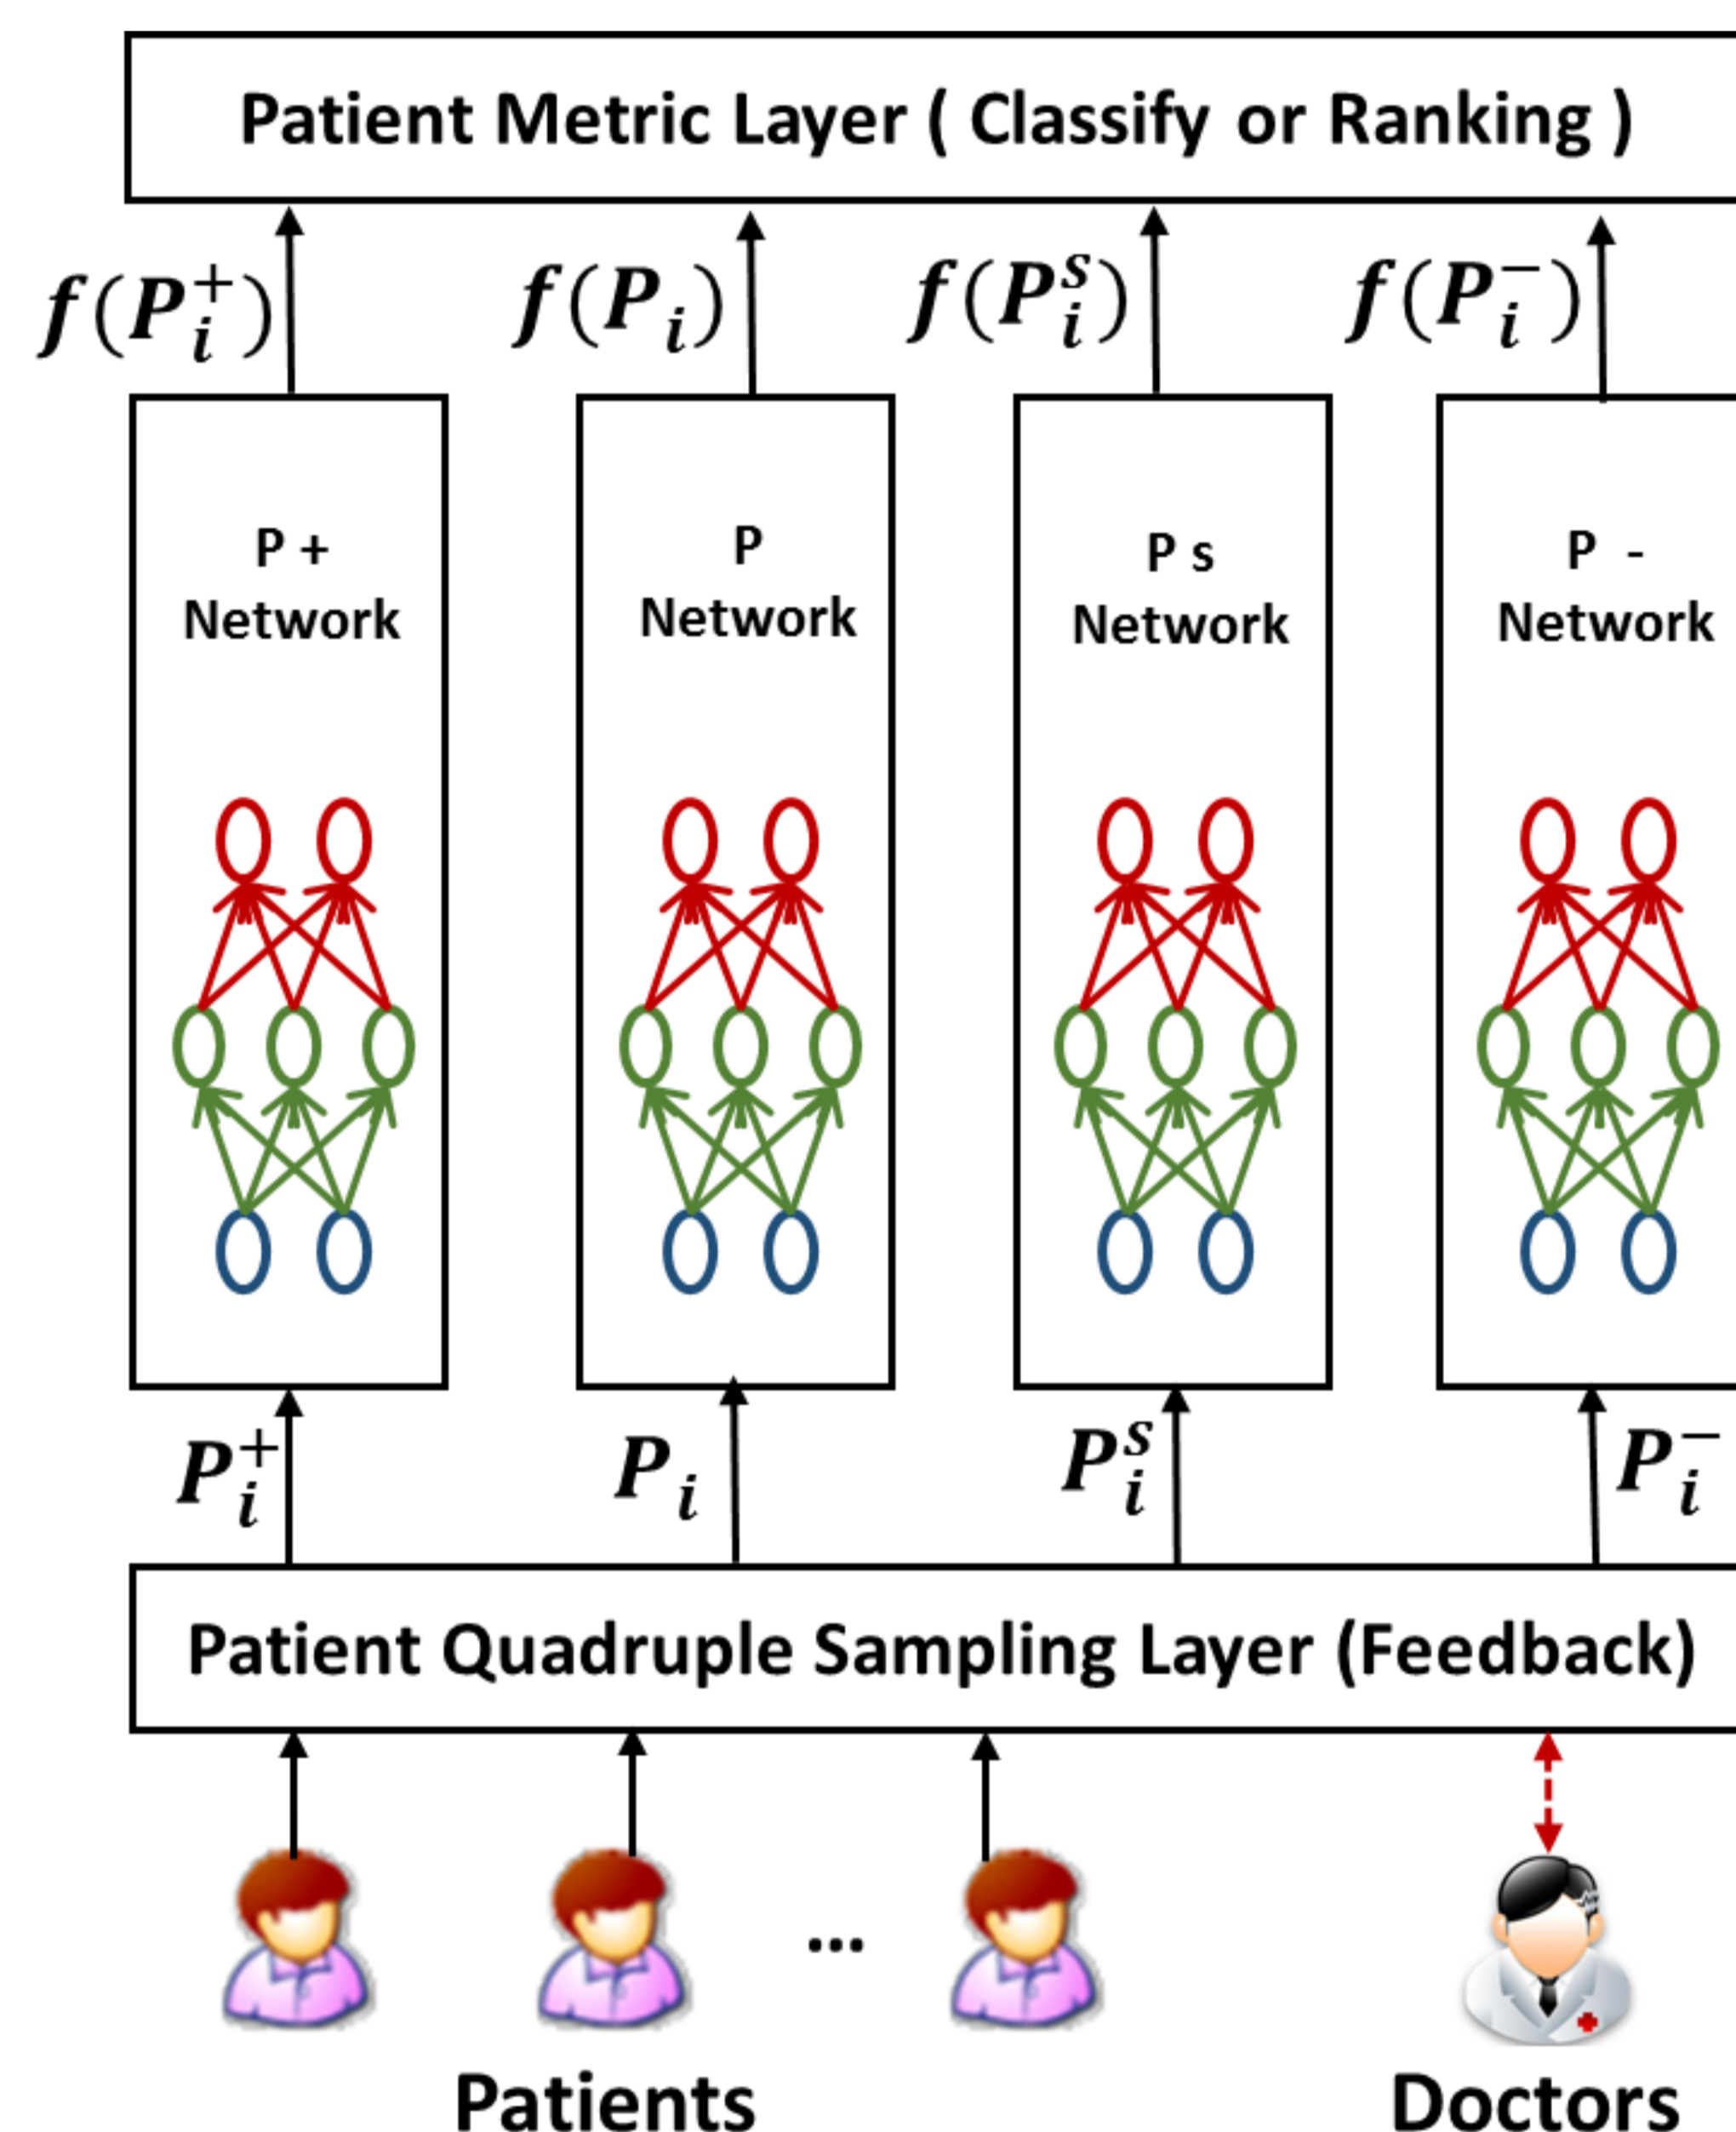 Patient Metric Layer ( Classify or Ranking )
f(P_i^+) f(P_i) f(P_i^s) f(P_i^-)
P + P P s P -
Network Network Network Network
P_i^+ P_i P_i^s P_i^-
Patient Quadruple Sampling Layer (Feedback)
...
Patients Doctors